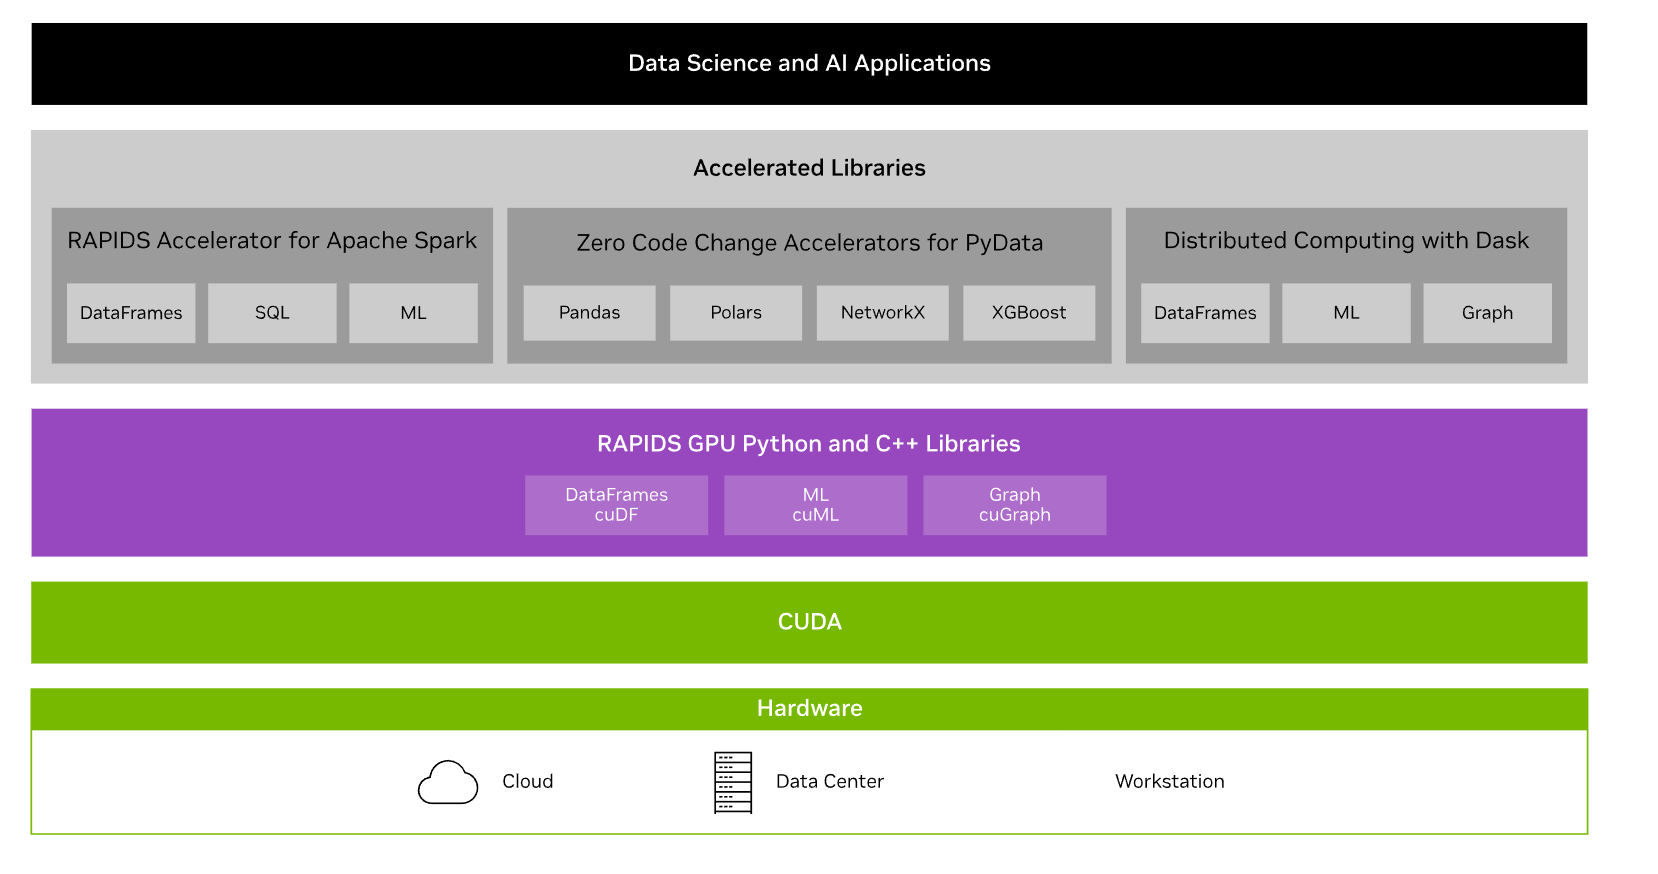 Data Science and AI Applications
Accelerated Libraries
RAPIDS Accelerator for Apache Spark
DataFrames
SQL
ML
Zero Code Change Accelerators for PyData
Pandas
Polars
NetworkX
XGBoost
Distributed Computing with Dask
DataFrames
ML
Graph
RAPIDS GPU Python and C++ Libraries
DataFrames
cuDF
ML
cuML
Graph
cuGraph
CUDA
Hardware
Cloud
Data Center
Workstation